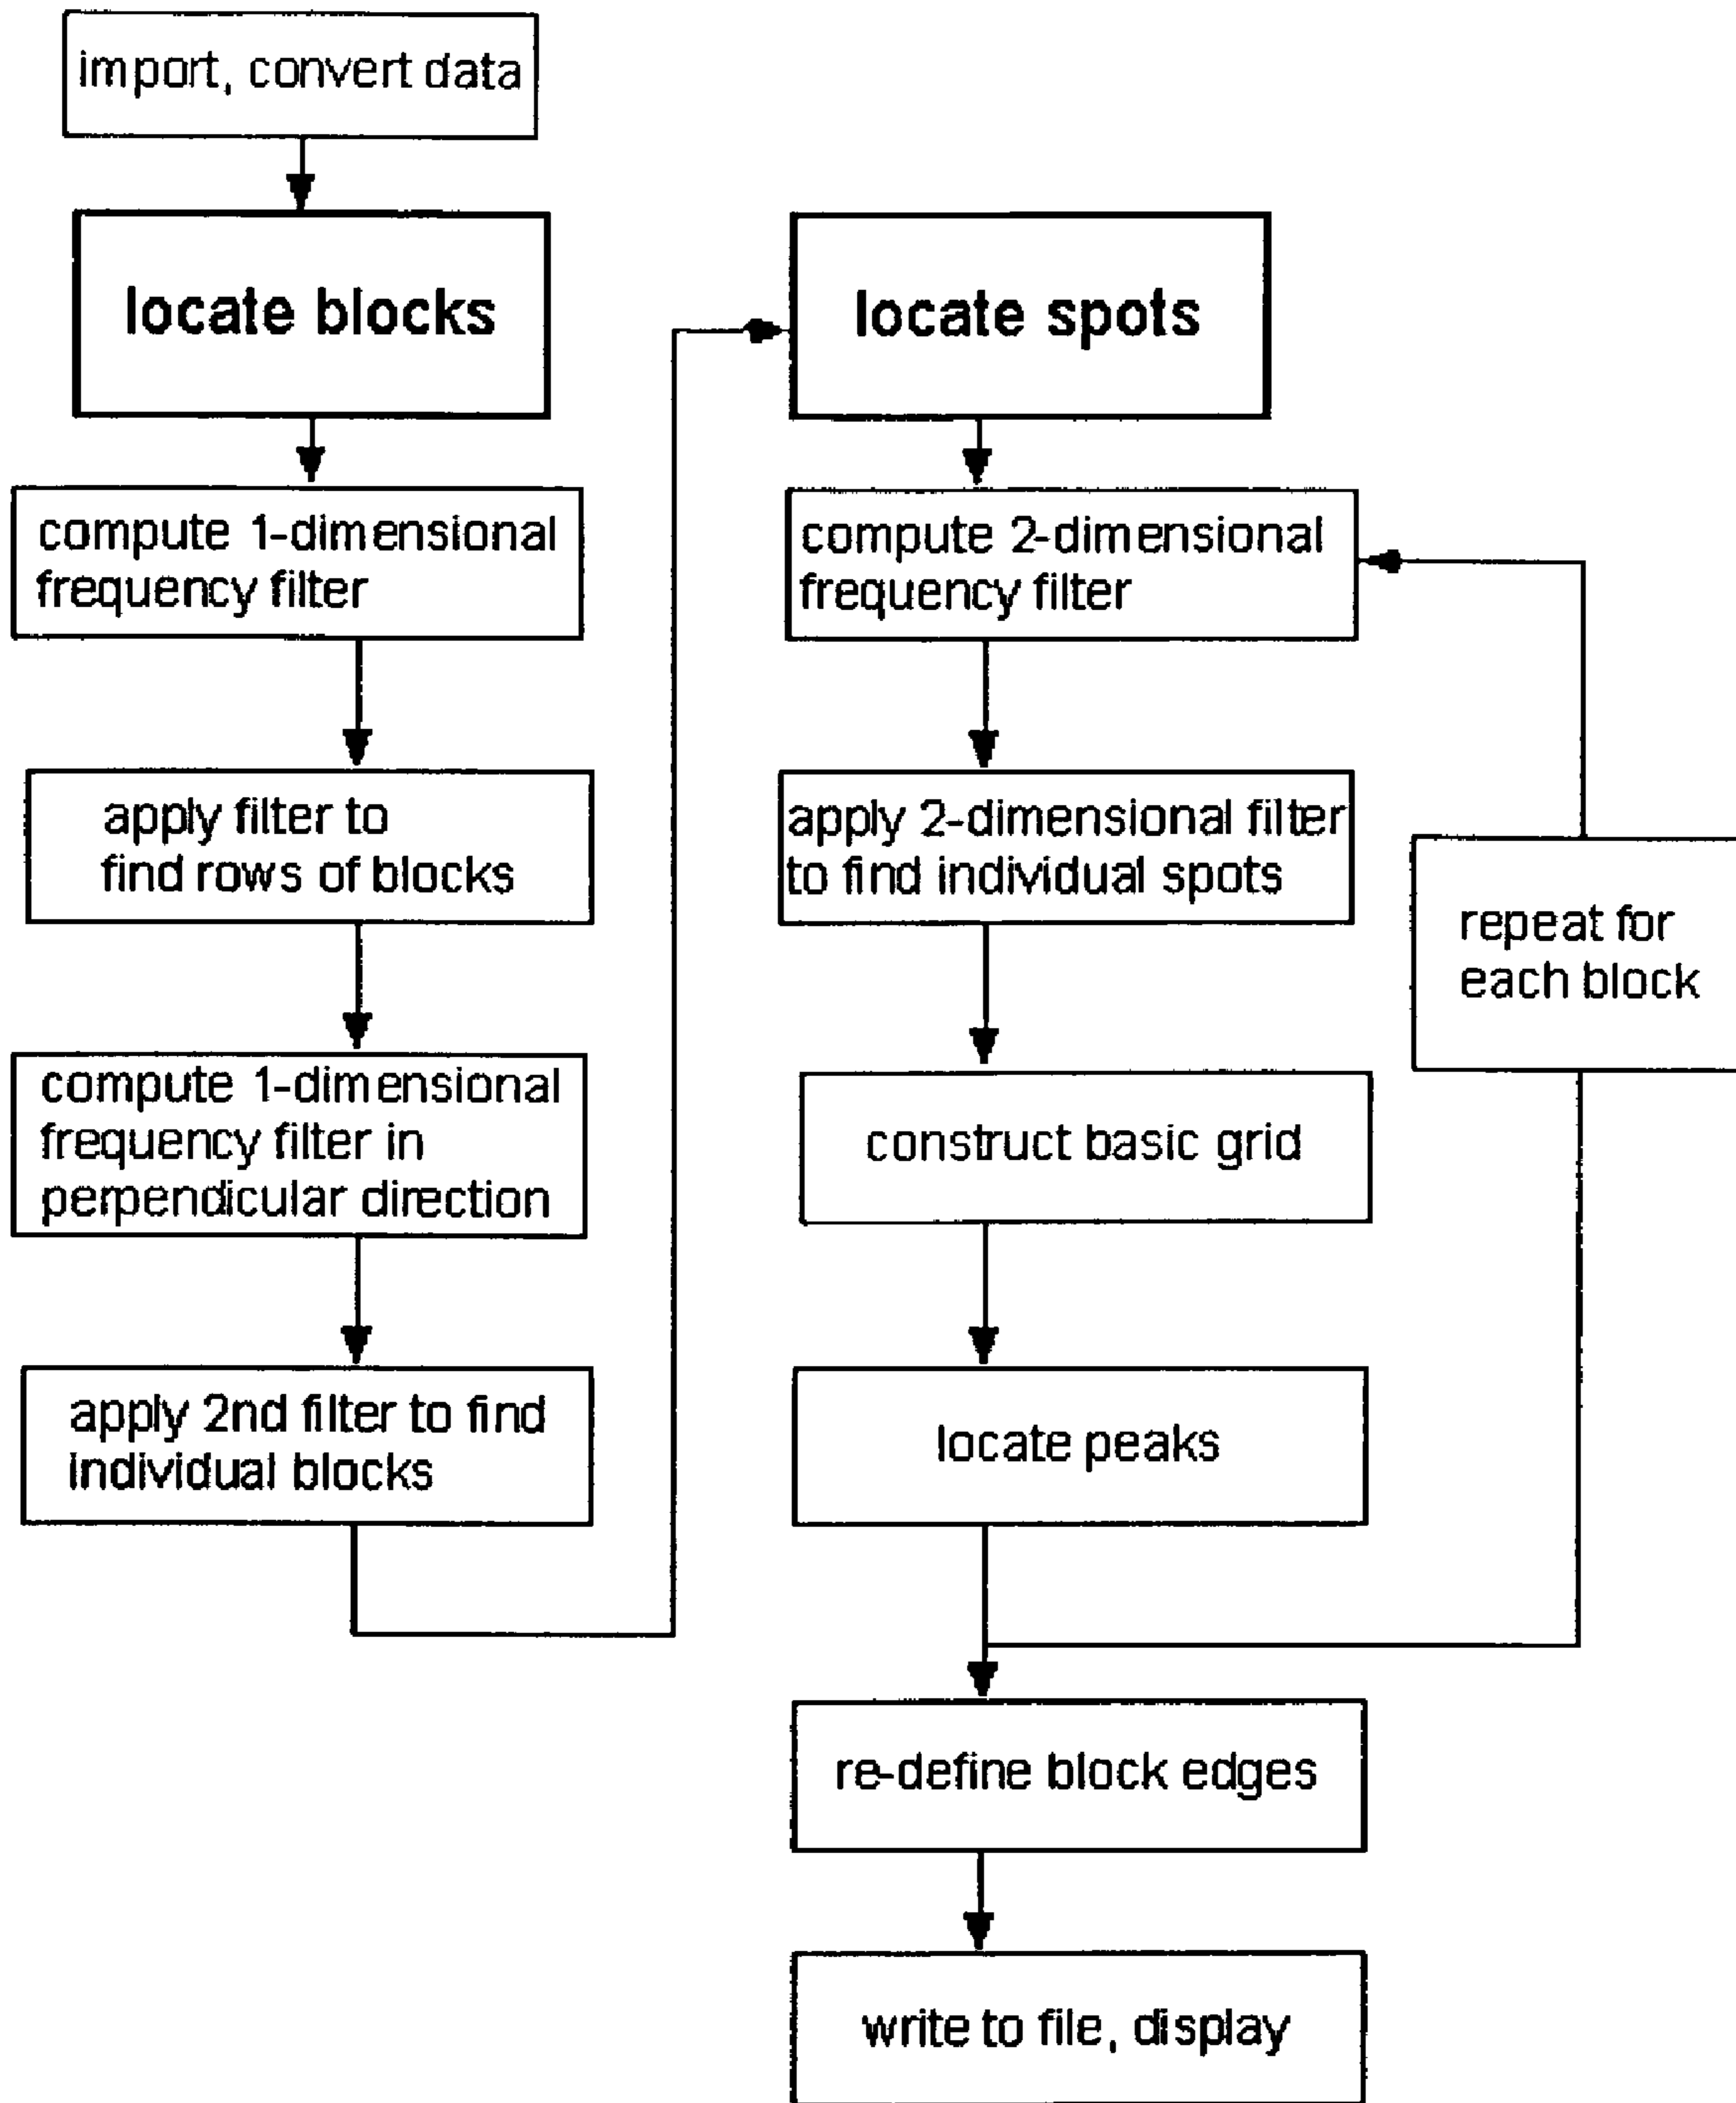 import, convert data
locate blocks
compute 1-dimensional
frequency filter
apply filter to
find rows of blocks
compute 1-dimensional
frequency filter in
perpendicular direction
apply 2nd filter to find
individual blocks
locate spots
compute 2-dimensional
frequency filter
apply 2-dimensional filter
to find individual spots
construct basic grid
locate peaks
repeat for
each block
re-define block edges
write to file, display